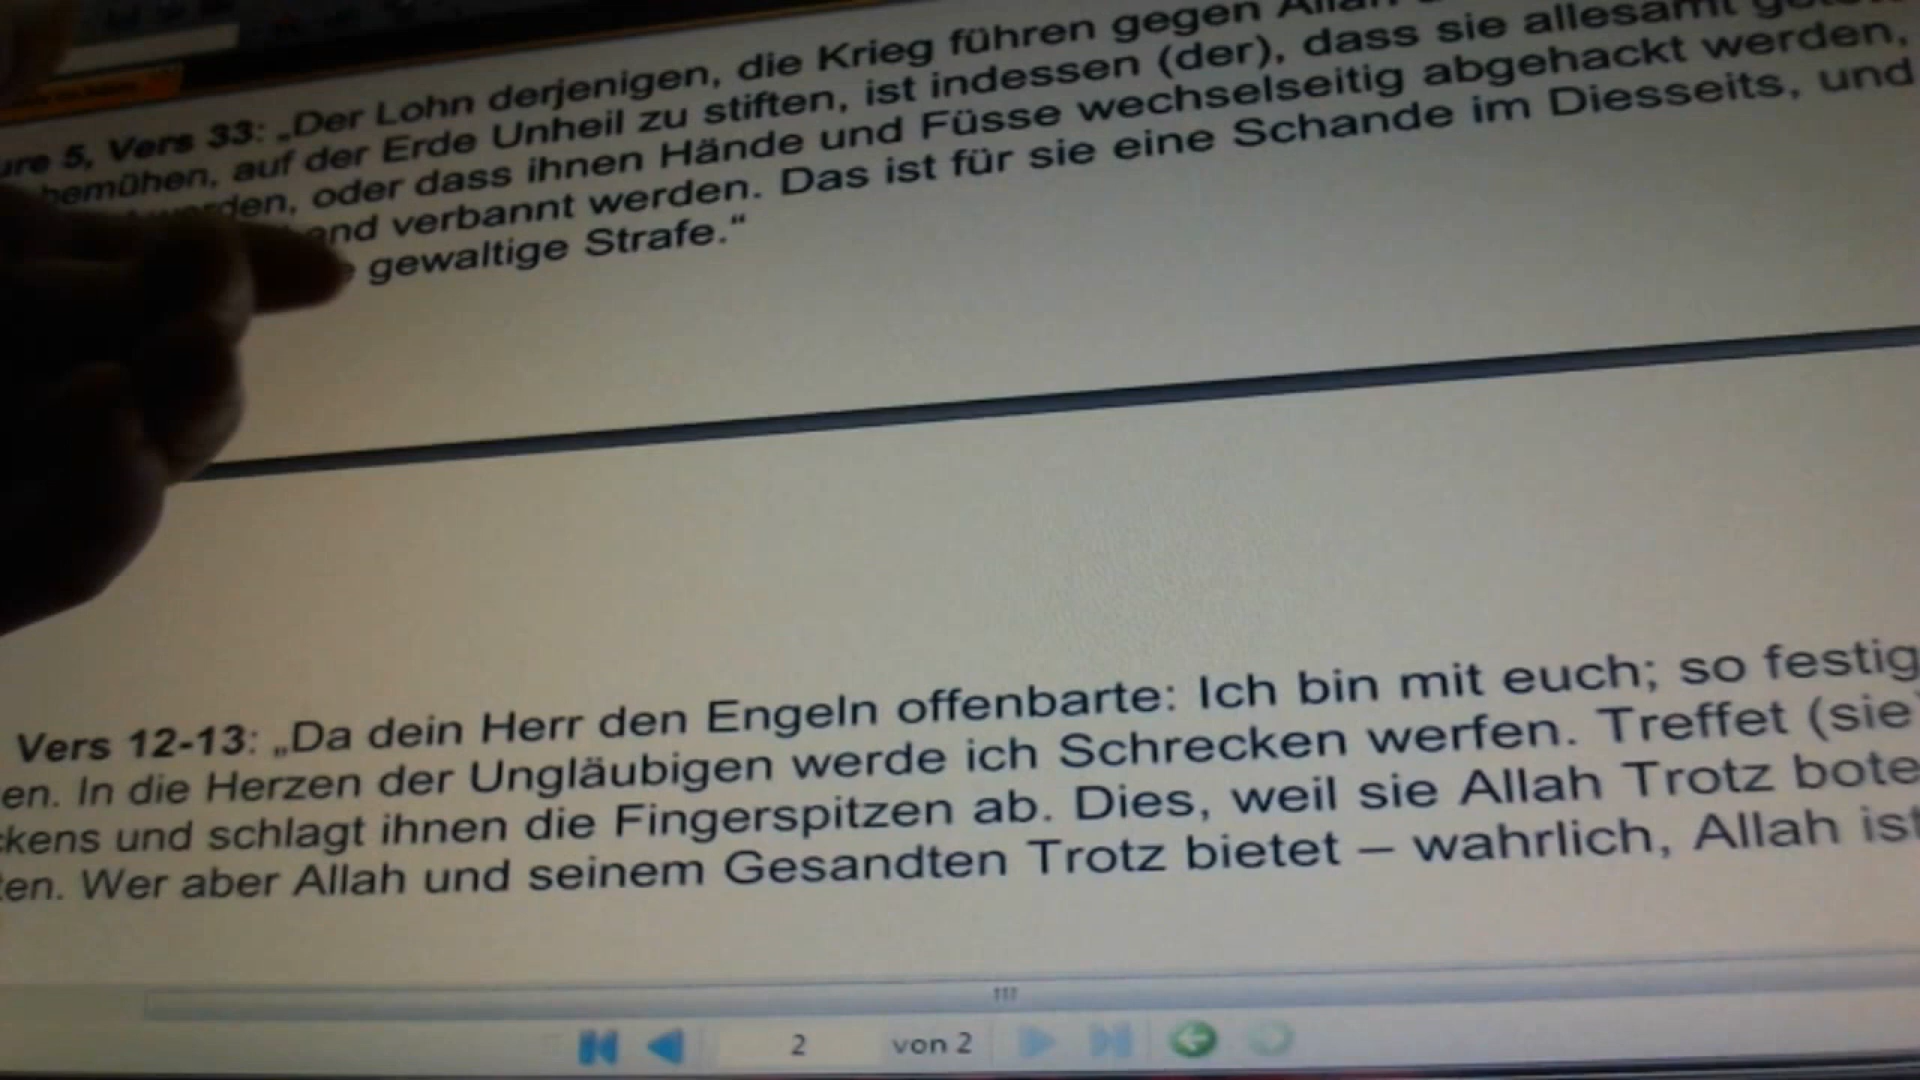 5, Vers 33: „Der Lohn derjenigen, die Krieg führen gegen Allah
bemühen, auf der Erde Unheil zu stiften, ist indessen (der), dass sie allesamt
oder dass ihnen Hände und Füsse wechselseitig abgehackt werden,
verbannt werden. Das ist für sie eine Schande im Diesseits, und
gewaltige Strafe.“
Vers 12-13: „Da dein Herr den Engeln offenbarte: Ich bin mit euch; so festig
en. In die Herzen der Ungläubigen werde ich Schrecken werfen. Treffet (sie
ckens und schlagt ihnen die Fingerspitzen ab. Dies, weil sie Allah Trotz bote
ten. Wer aber Allah und seinem Gesandten Trotz bietet – wahrlich, Allah ist
2 von 2